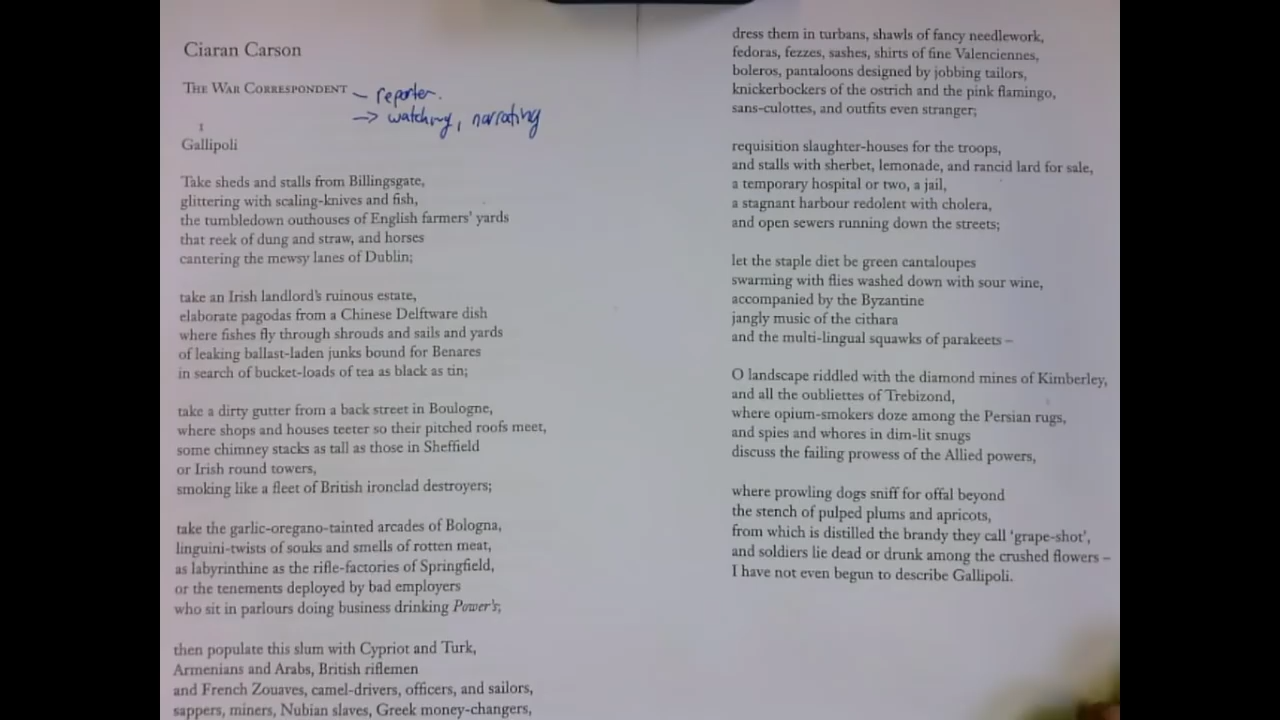 Ciaran Carson
THE WAR CORRESPONDENT – reporter.
→ watching, narrating
1
Gallipoli
Take sheds and stalls from Billingsgate,
glittering with scaling-knives and fish,
the tumbledown outhouses of English farmers' yards
that reek of dung and straw, and horses
cantering the mewsy lanes of Dublin;
take an Irish landlord's ruinous estate,
elaborate pagodas from a Chinese Delftware dish
where fishes fly through shrouds and sails and yards
of leaking ballast-laden junks bound for Benares
in search of bucket-loads of tea as black as tin;
take a dirty gutter from a back street in Boulogne,
where shops and houses teeter so their pitched roofs meet,
some chimney stacks as tall as those in Sheffield
or Irish round towers,
smoking like a fleet of British ironclad destroyers;
take the garlic-oregano-tainted arcades of Bologna,
linguini-twists of souks and smells of rotten meat,
as labyrinthine as the rifle-factories of Springfield,
or the tenements deployed by bad employers
who sit in parlours doing business drinking Power's;
then populate this slum with Cypriot and Turk,
Armenians and Arabs, British riflemen
and French Zouaves, camel-drivers, officers, and sailors,
sappers, miners, Nubian slaves, Greek money-changers,
dress them in turbans, shawls of fancy needlework,
fedoras, fezzes, sashes, shirts of fine Valenciennes,
boleros, pantaloons designed by jobbing tailors,
knickerbockers of the ostrich and the pink flamingo,
sans-culottes, and outfits even stranger;
requisition slaughter-houses for the troops,
and stalls with sherbet, lemonade, and rancid lard for sale,
a temporary hospital or two, a jail,
a stagnant harbour redolent with cholera,
and open sewers running down the streets;
let the staple diet be green cantaloupes
swarming with flies washed down with sour wine,
accompanied by the Byzantine
jangly music of the cithara
and the multi-lingual squawks of parakeets –
O landscape riddled with the diamond mines of Kimberley,
and all the oubliettes of Trebizond,
where opium-smokers doze among the Persian rugs,
and spies and whores in dim-lit snugs
discuss the failing prowess of the Allied powers,
where prowling dogs sniff for offal beyond
the stench of pulped plums and apricots,
from which is distilled the brandy they call 'grape-shot',
and soldiers lie dead or drunk among the crushed flowers –
I have not even begun to describe Gallipoli.